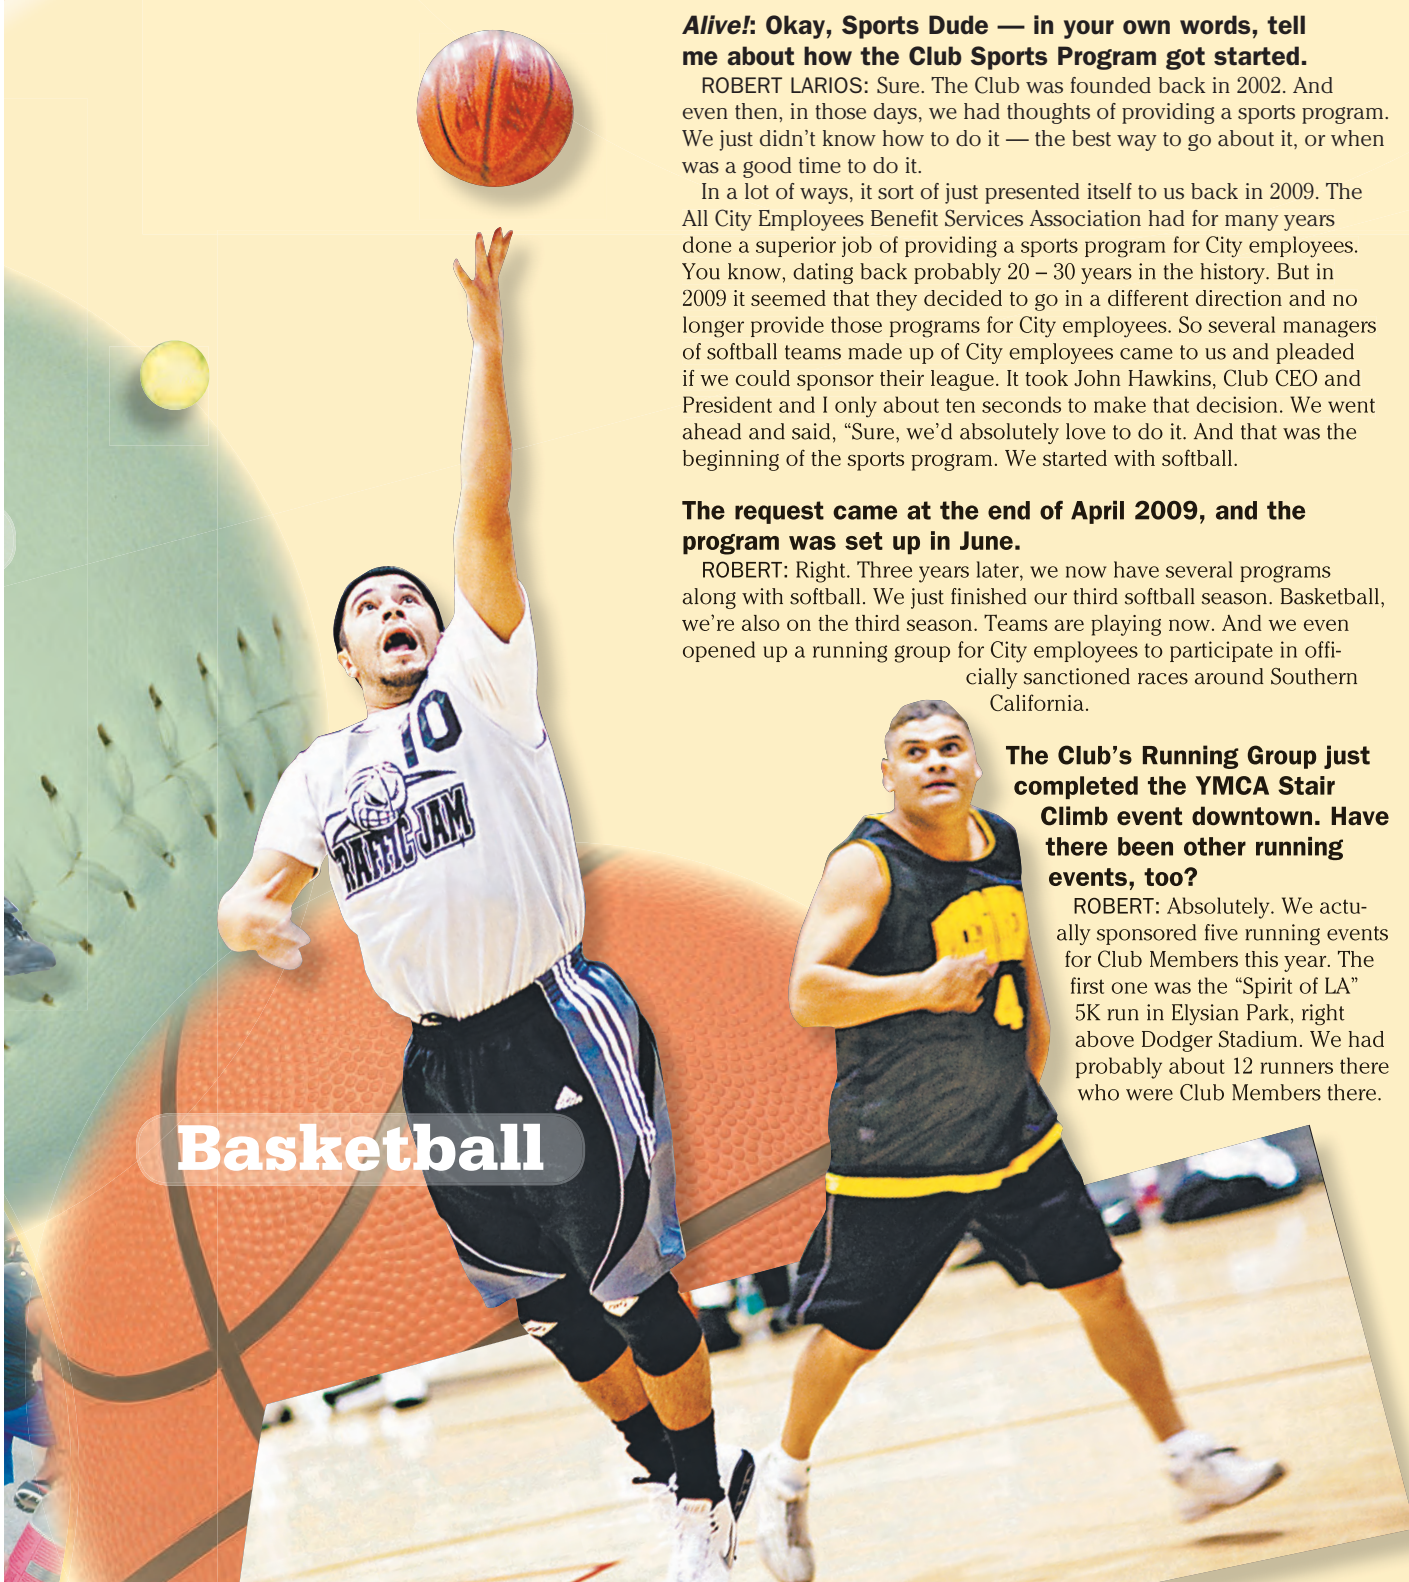 Alive!: Okay, Sports Dude — in your own words, tell
me about how the Club Sports Program got started.
ROBERT LARIOS: Sure. The Club was founded back in 2002. And
even then, in those days, we had thoughts of providing a sports program.
We just didn’t know how to do it — the best way to go about it, or when
was a good time to do it.
In a lot of ways, it sort of just presented itself to us back in 2009. The
All City Employees Benefit Services Association had for many years
done a superior job of providing a sports program for City employees.
You know, dating back probably 20 – 30 years in the history. But in
2009 it seemed that they decided to go in a different direction and no
longer provide those programs for City employees. So several managers
of softball teams made up of City employees came to us and pleaded
if we could sponsor their league. It took John Hawkins, Club CEO and
President and I only about ten seconds to make that decision. We went
ahead and said, “Sure, we’d absolutely love to do it. And that was the
beginning of the sports program. We started with softball.
The request came at the end of April 2009, and the
program was set up in June.
ROBERT: Right. Three years later, we now have several programs
along with softball. We just finished our third softball season. Basketball,
we’re also on the third season. Teams are playing now. And we even
opened up a running group for City employees to participate in offi-
cially sanctioned races around Southern
California.
The Club’s Running Group just
completed the YMCA Stair
Climb event downtown. Have
there been other running
events, too?
ROBERT: Absolutely. We actu-
ally sponsored five running events
for Club Members this year. The
first one was the “Spirit of LA”
5K run in Elysian Park, right
above Dodger Stadium. We had
probably about 12 runners there
who were Club Members there.
10
TRAFFIC JAM
4
Basketball